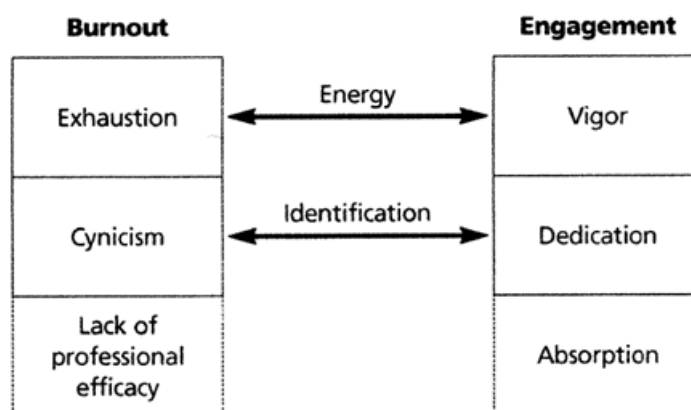 Burnout
Engagement
Exhaustion
Energy
Vigor
Cynicism
Identification
Dedication
Lack of
professional
efficacy
Absorption